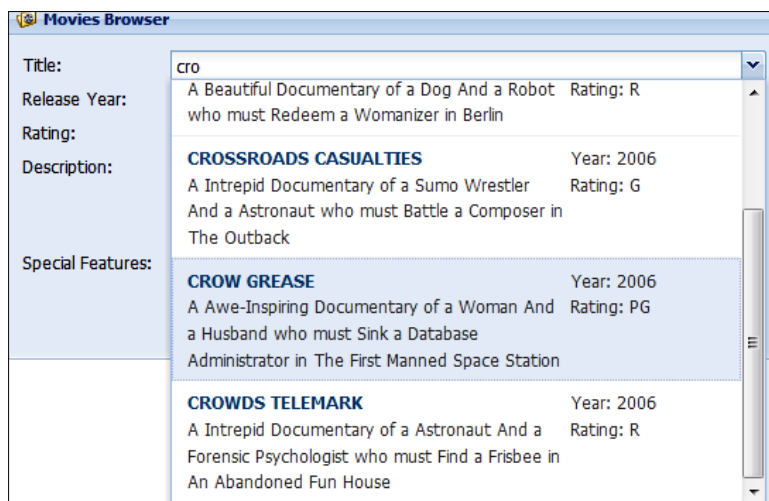 Movies Browser
Title:
cro
Release Year:
Rating:
Description:
Special Features:
A Beautiful Documentary of a Dog And a Robot
who must Redeem a Womanizer in Berlin
Rating: R
CROSSROADS CASUALTIES
Year: 2006
A Intrepid Documentary of a Sumo Wrestler
And a Astronaut who must Battle a Composer in
The Outback
Rating: G
CROW GREASE
Year: 2006
A Awe-Inspiring Documentary of a Woman And
a Husband who must Sink a Database
Administrator in The First Manned Space Station
Rating: PG
CROWDS TELEMARK
Year: 2006
A Intrepid Documentary of a Astronaut And a
Forensic Psychologist who must Find a Frisbee in
An Abandoned Fun House
Rating: R